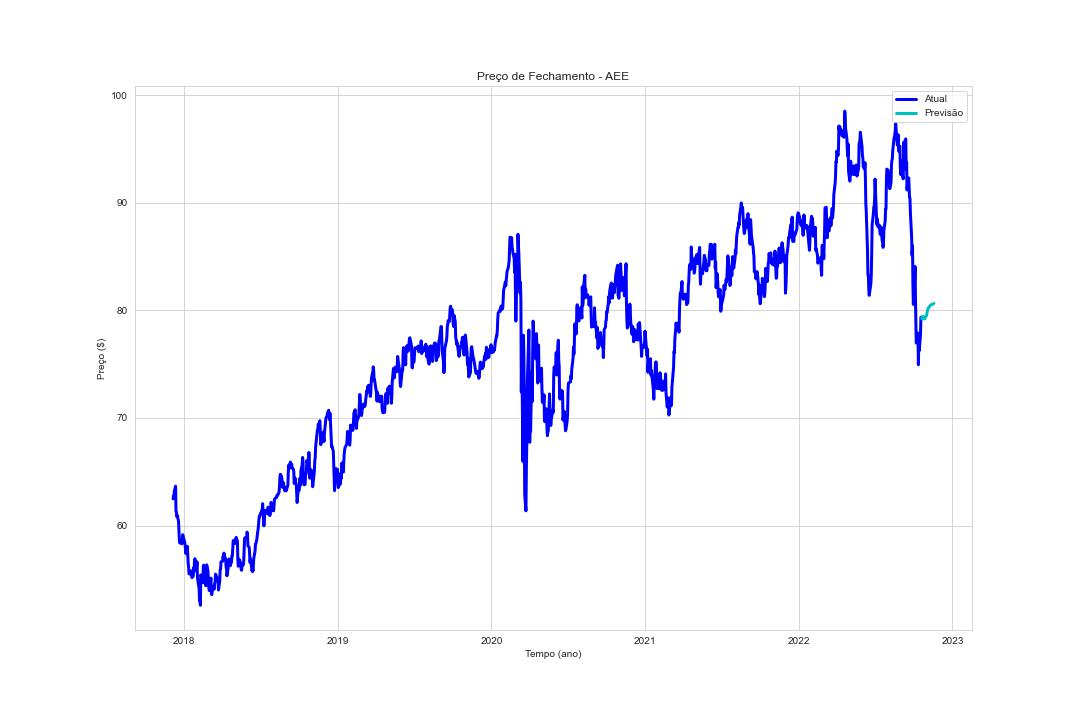 Preço de Fechamento - AEE
Atual
Previsão
100
90
80
70
60
Preço ($)
2018 2019 2020 2021 2022 2023
Tempo (ano)